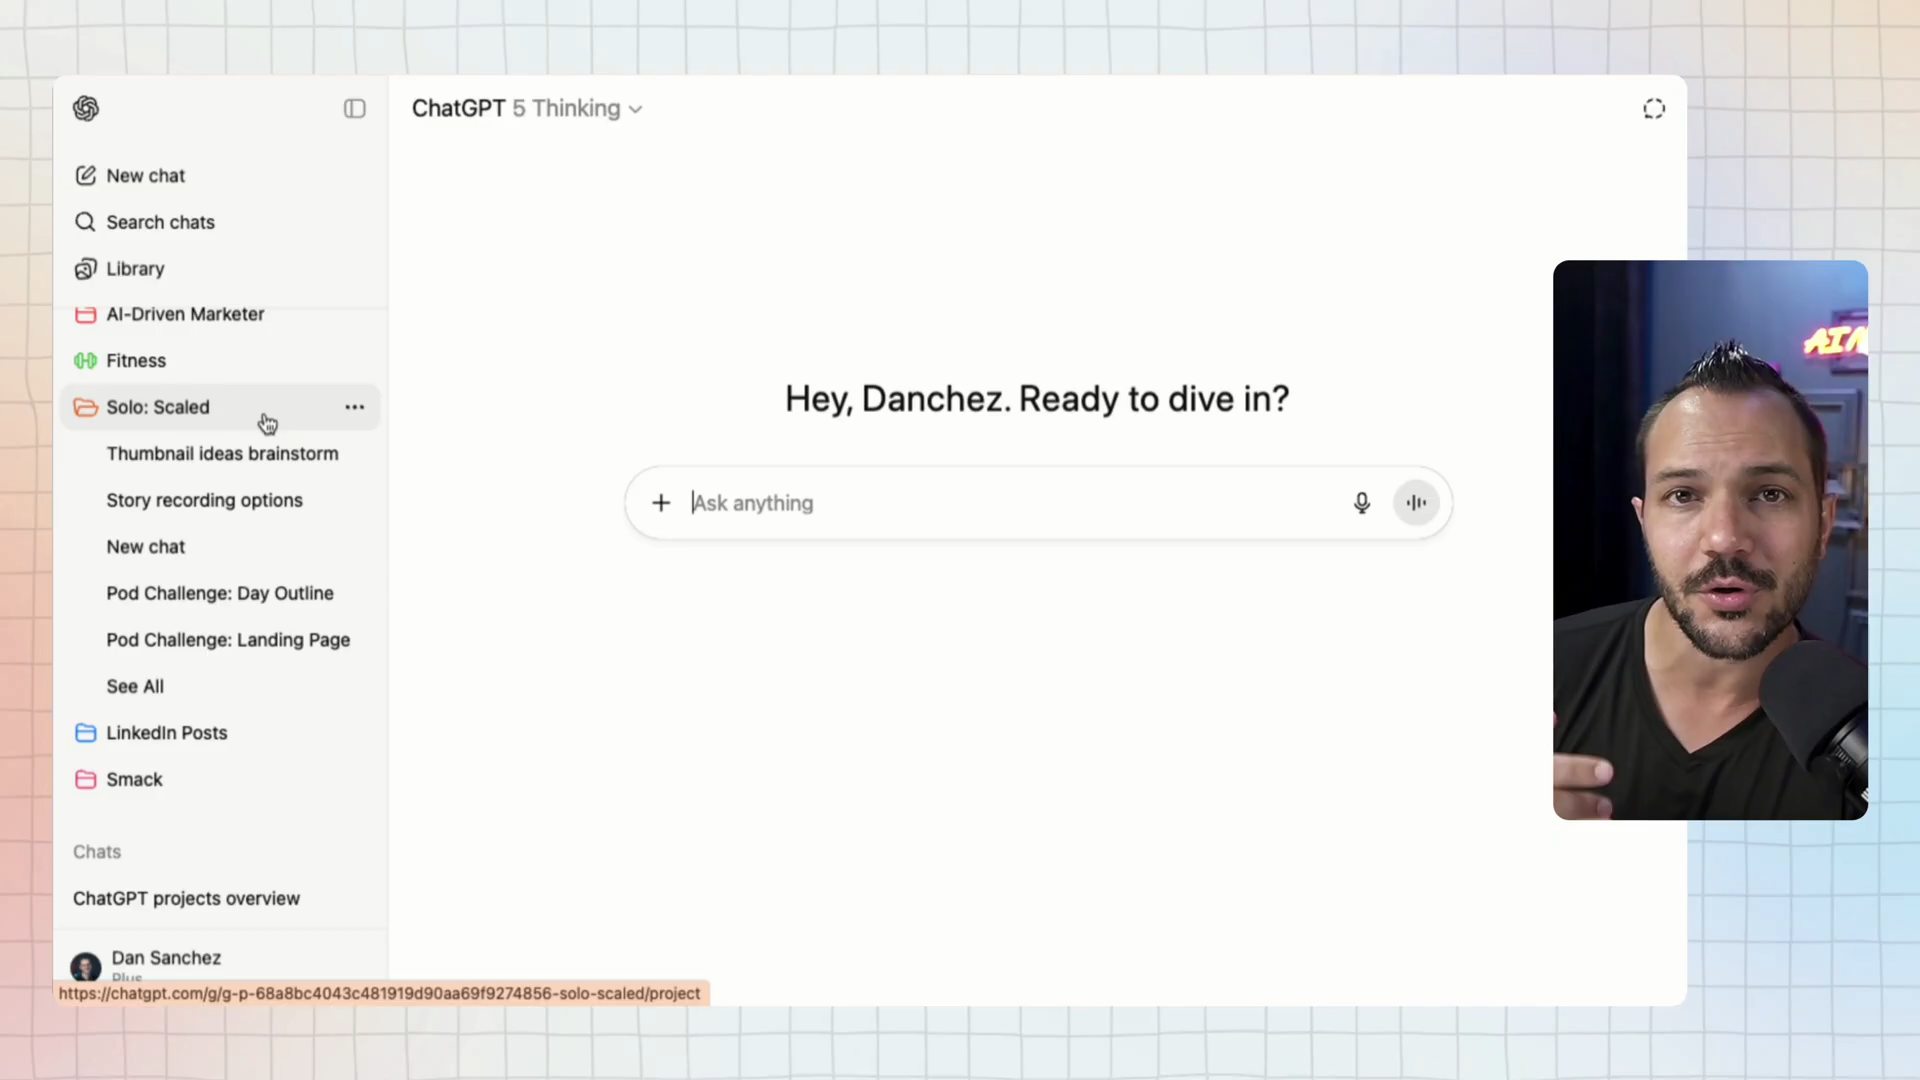 ChatGPT 5 Thinking
New chat
Search chats
Library
AI-Driven Marketer
Fitness
Solo: Scaled
Thumbnail ideas brainstorm
Story recording options
New chat
Pod Challenge: Day Outline
Pod Challenge: Landing Page
See All
LinkedIn Posts
Smack
Chats
ChatGPT projects overview
Dan Sanchez
Plus
https://chatgpt.com/g/g-p-68a8bc4043c481919d90aa69f9274856-solo-scaled/project
Hey, Danchez. Ready to dive in?
Ask anything